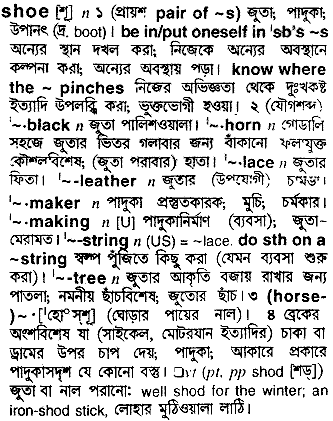 shoe [শূ] n ১ (প্রায়শ pair of ~s) জুতা; পাদুকা;
উপানৎ (দ্র. boot)। be in/put oneself in ˈsb's ~s
অন্যের স্থান দখল করা; নিজেকে অন্যের অবস্থানে
কল্পনা করা; অন্যের অবস্থায় পড়া। know where
the ~ pinches নিজের অভিজ্ঞতা থেকে দুঃখকষ্ট
ইত্যাদি উপলব্ধি করা; ভুক্তভোগী হওয়া। ২ (যৌগশব্দ)
ˈ~·black n জুতা পালিশওয়ালা। ˈ~·horn n গোড়ালি
সহজে জুতার ভিতর গলাবার জন্য বাঁকানো ফলাযুক্ত
কৌশলবিশেষ; (জুতা পরাবার) হাতা। ˈ~·lace n জুতার
ফিতা। ˈ~-leather n জুতার (উপযোগী) চামড়া।
ˈ~·maker n পাদুকা প্রস্তুতকারক; মুচি; চর্মকার।
ˈ~·making n [U] পাদুকানির্মাণ (ব্যবসা); জুতা-
মেরামত। ˈ~-string n (US) = ~lace. do sth on a
~string স্বল্প পুঁজিতে কিছু করা (যেমন ব্যবসা শুরু
করা)। ˈ~-tree n জুতোর আকৃতি বজায় রাখার জন্য
পাতলা; নমনীয় ছাঁচবিশেষ; জুতোর ছাঁচ। ৩ (horse-)
~ · [ˈহোᵒস্শূ] (ঘোড়ার পায়ের নাল)। ৪ ব্রেকের
অংশবিশেষ যা (সাইকেল, মোটরযান ইত্যাদির) চাকা বা
ড্রামের উপর চাপ দেয়; পাদুকা; আকারে প্রকারে
পাদুকাসদৃশ যে কোনো বস্তু। □vt (pt, pp shod [শড্])
জুতা বা নাল পরানো: well shod for the winter; an
iron-shod stick, লোহার মুঠিওয়ালা লাঠি।